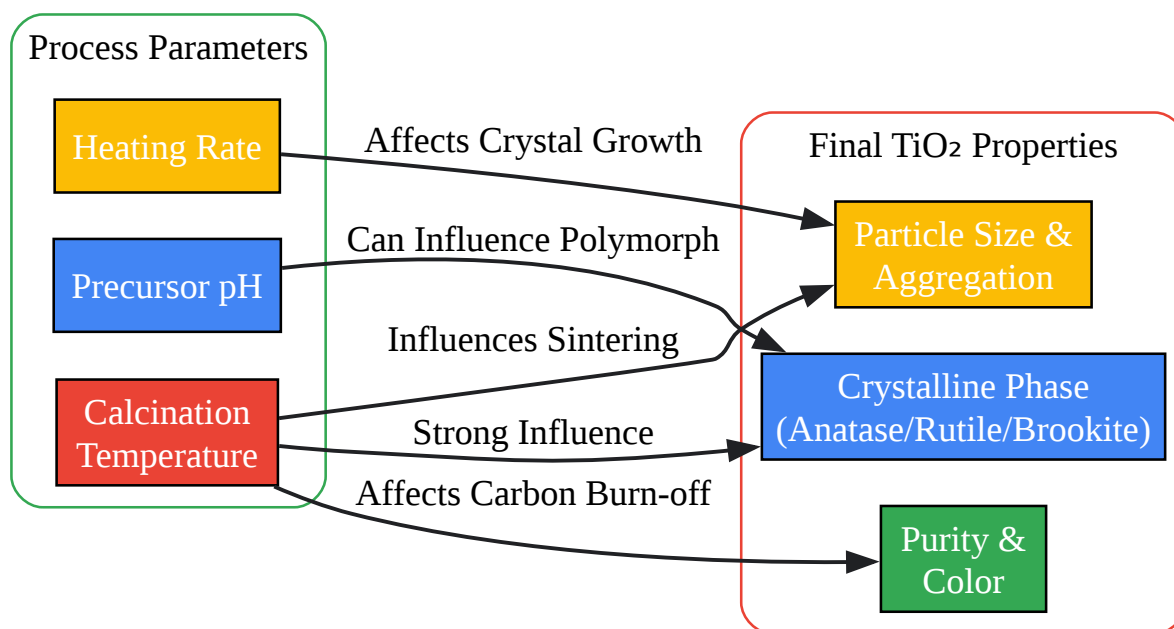 Process Parameters
Heating Rate
Precursor pH
Calcination
Temperature
Affects Crystal Growth
Can Influence Polymorph
Influences Sintering
Strong Influence
Affects Carbon Burn-off
Final TiO₂ Properties
Particle Size &
Aggregation
Crystalline Phase
(Anatase/Rutile/Brookite)
Purity &
Color